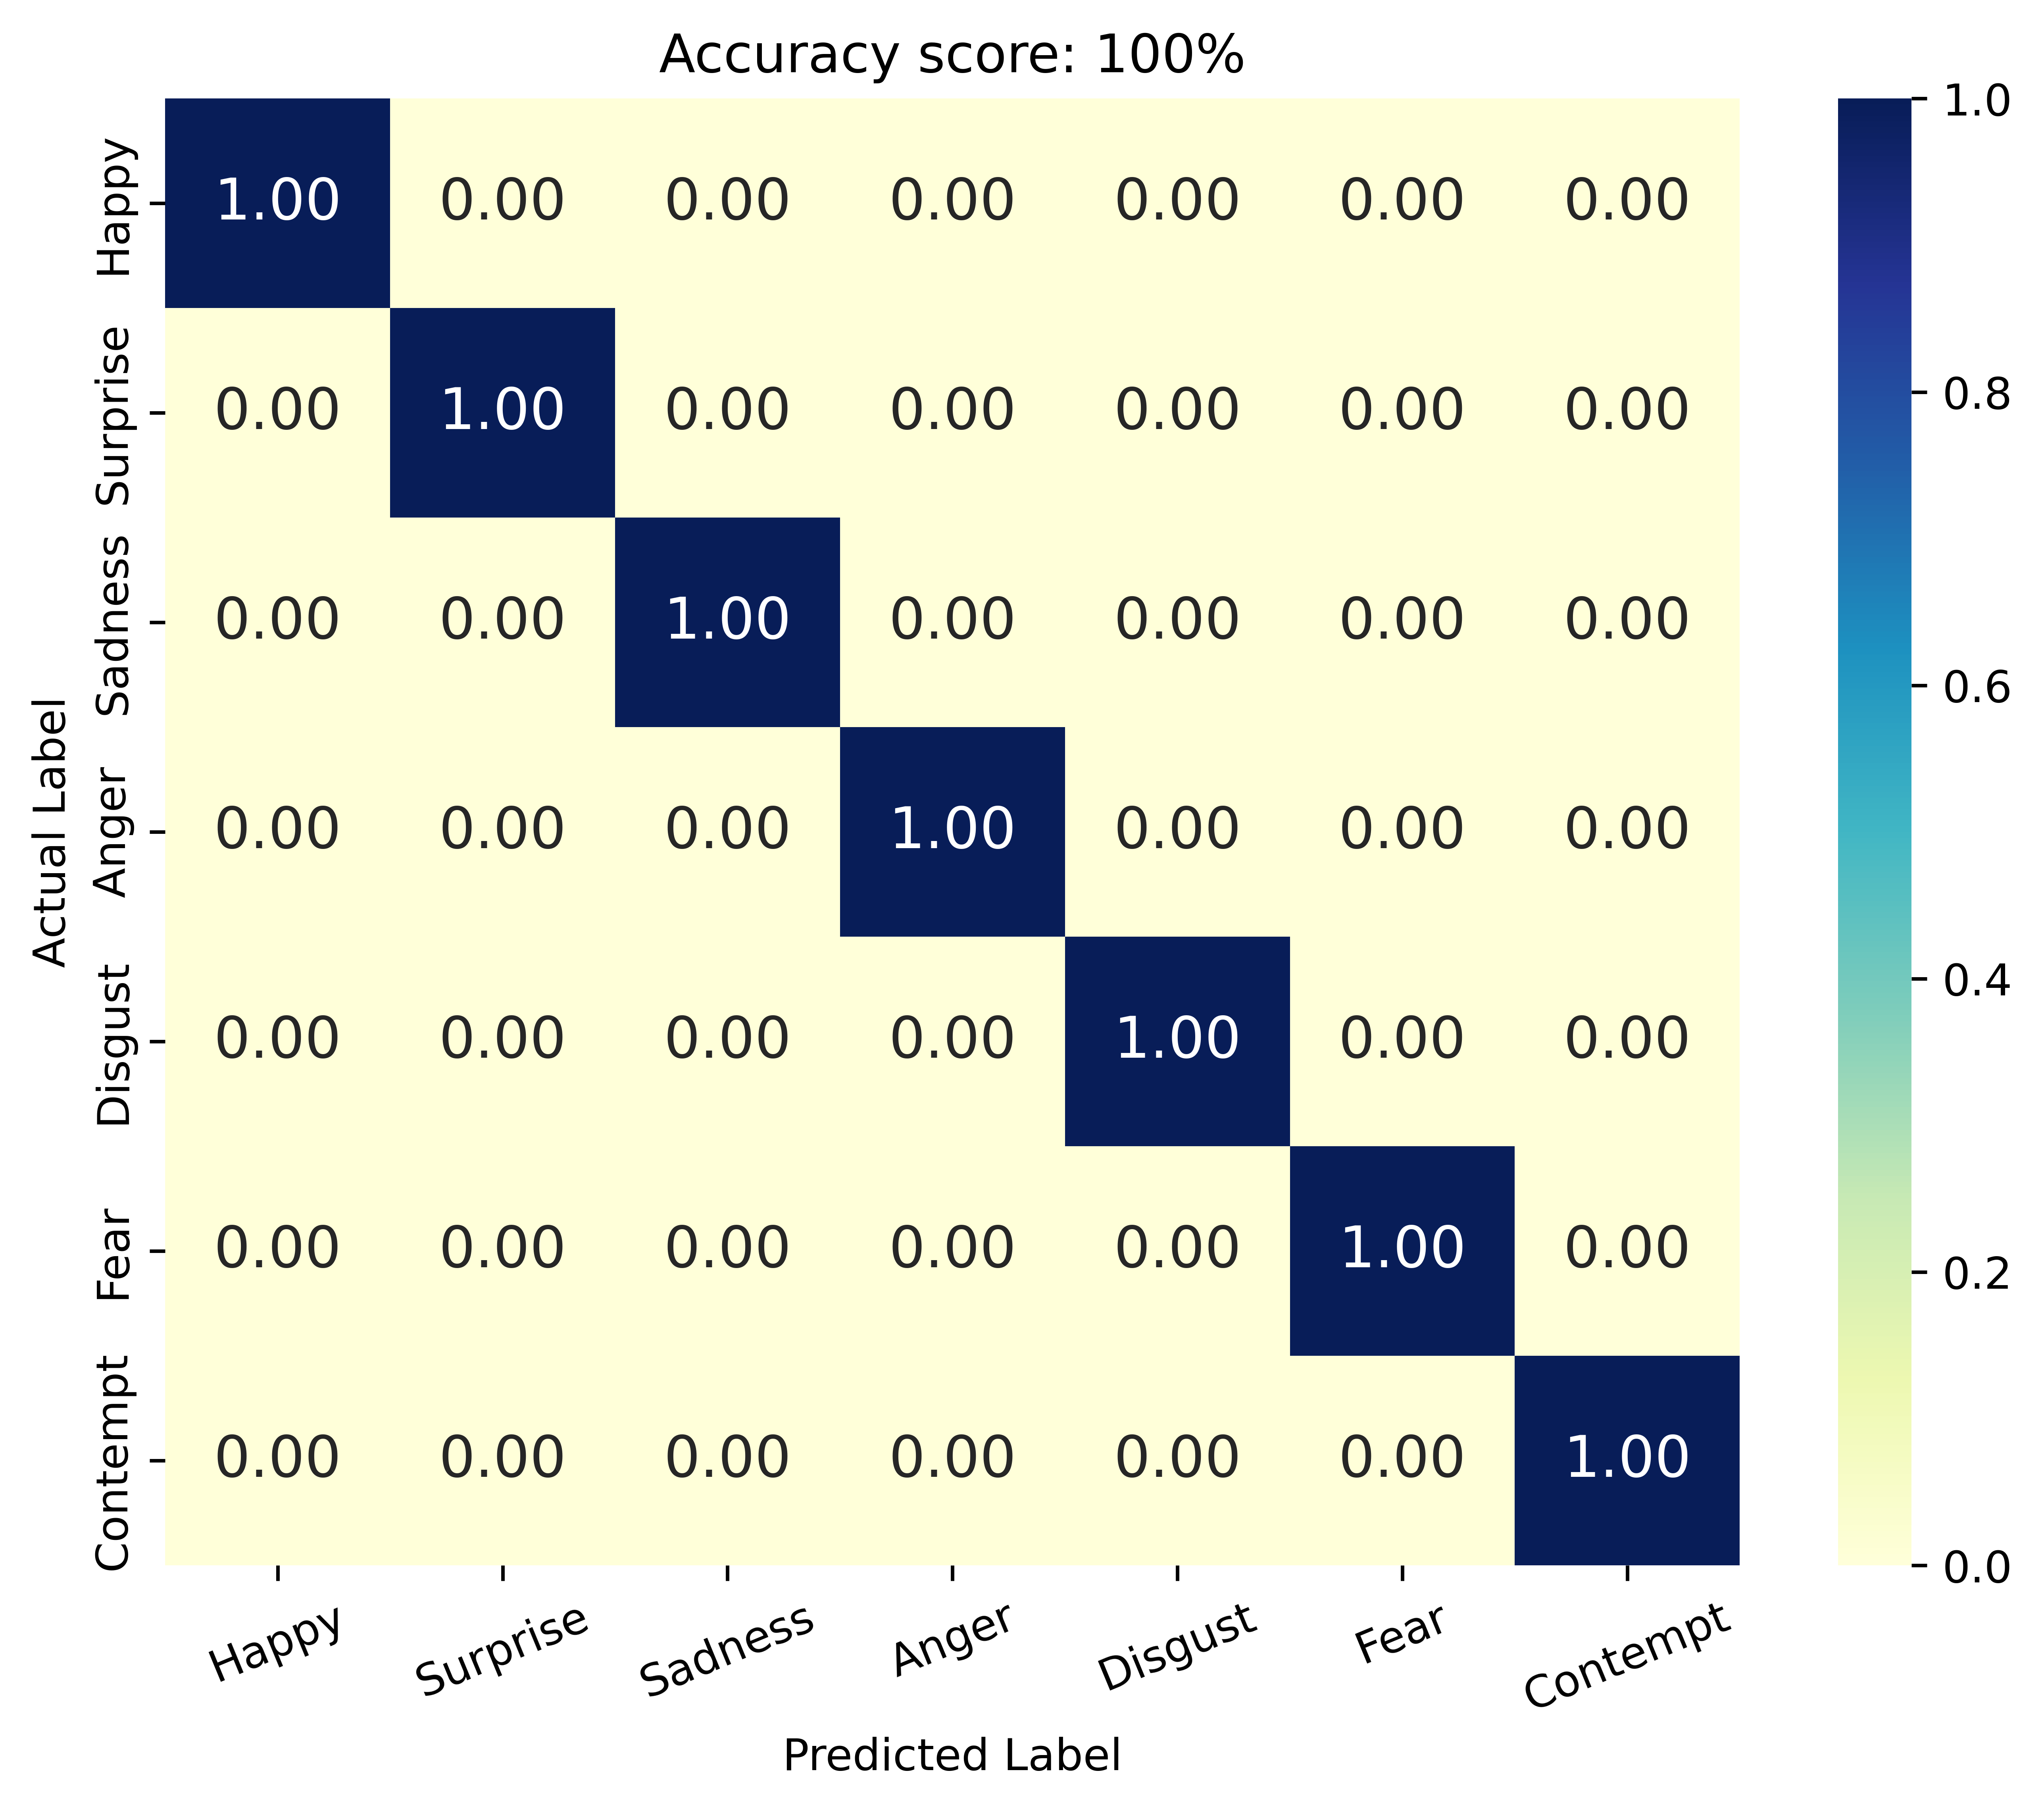 Accuracy score: 100%
Actual Label
Happy 1.00 0.00 0.00 0.00 0.00 0.00 0.00
Surprise 0.00 1.00 0.00 0.00 0.00 0.00 0.00
Sadness 0.00 0.00 1.00 0.00 0.00 0.00 0.00
Anger 0.00 0.00 0.00 1.00 0.00 0.00 0.00
Disgust 0.00 0.00 0.00 0.00 1.00 0.00 0.00
Fear 0.00 0.00 0.00 0.00 0.00 1.00 0.00
Contempt 0.00 0.00 0.00 0.00 0.00 0.00 1.00
Happy Surprise Sadness Anger Disgust Fear Contempt
Predicted Label
1.0
0.8
0.6
0.4
0.2
0.0